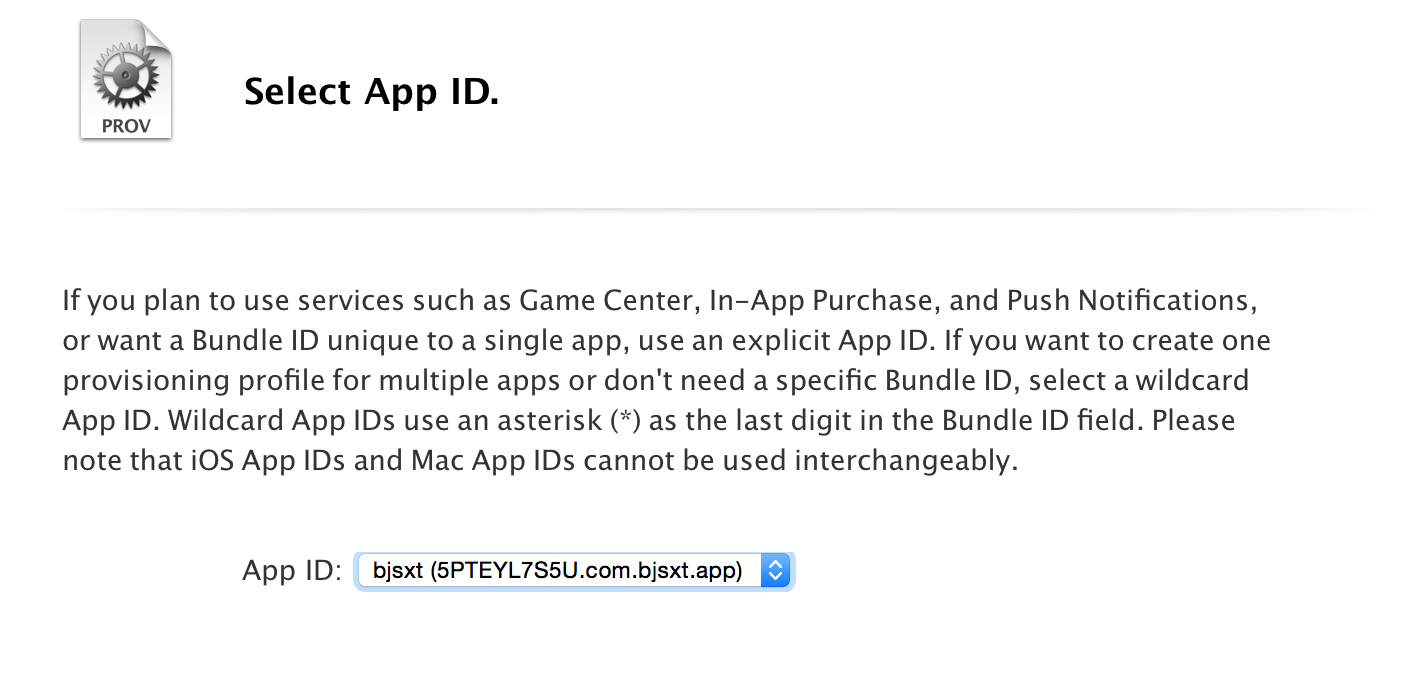 PROV
Select App ID.
If you plan to use services such as Game Center, In-App Purchase, and Push Notifications,
or want a Bundle ID unique to a single app, use an explicit App ID. If you want to create one
provisioning profile for multiple apps or don't need a specific Bundle ID, select a wildcard
App ID. Wildcard App IDs use an asterisk (*) as the last digit in the Bundle ID field. Please
note that iOS App IDs and Mac App IDs cannot be used interchangeably.
App ID: bjsxt (5PTEYL7S5U.com.bjsxt.app)